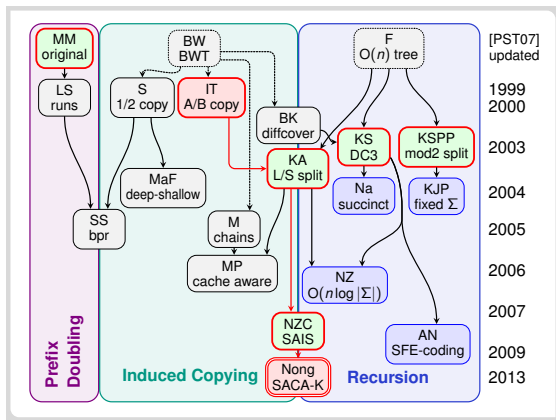 MM
original
BW
BWT
F
O(n) tree
[PST07]
updated
LS
runs
S
1/2 copy
IT
A/B copy
1999
2000
BK
diffcover
KA
L/S split
KS
DC3
KSPP
mod2 split
2003
MaF
deep-shallow
Na
succinct
KJP
fixed Σ
2004
SS
bpr
M
chains
2005
MP
cache aware
NZ
O(n log |Σ|)
2006
NZC
SAIS
2007
AN
SFE-coding
2009
Nong
SACA-K
2013
Prefix
Doubling
Induced Copying
Recursion